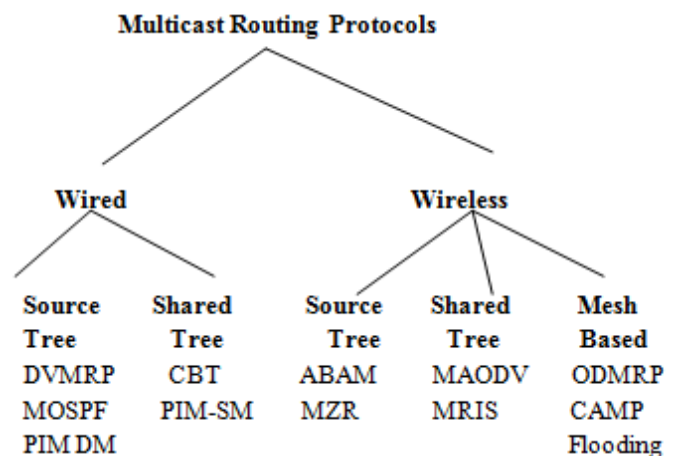 Multicast Routing Protocols
Wired Wireless
Source Shared Source Shared Mesh
Tree Tree Tree Tree Based
DVMRP CBT ABAM MAODV ODMRP
MOSPF PIM-SM MZR MRIS CAMP
PIM DM Flooding